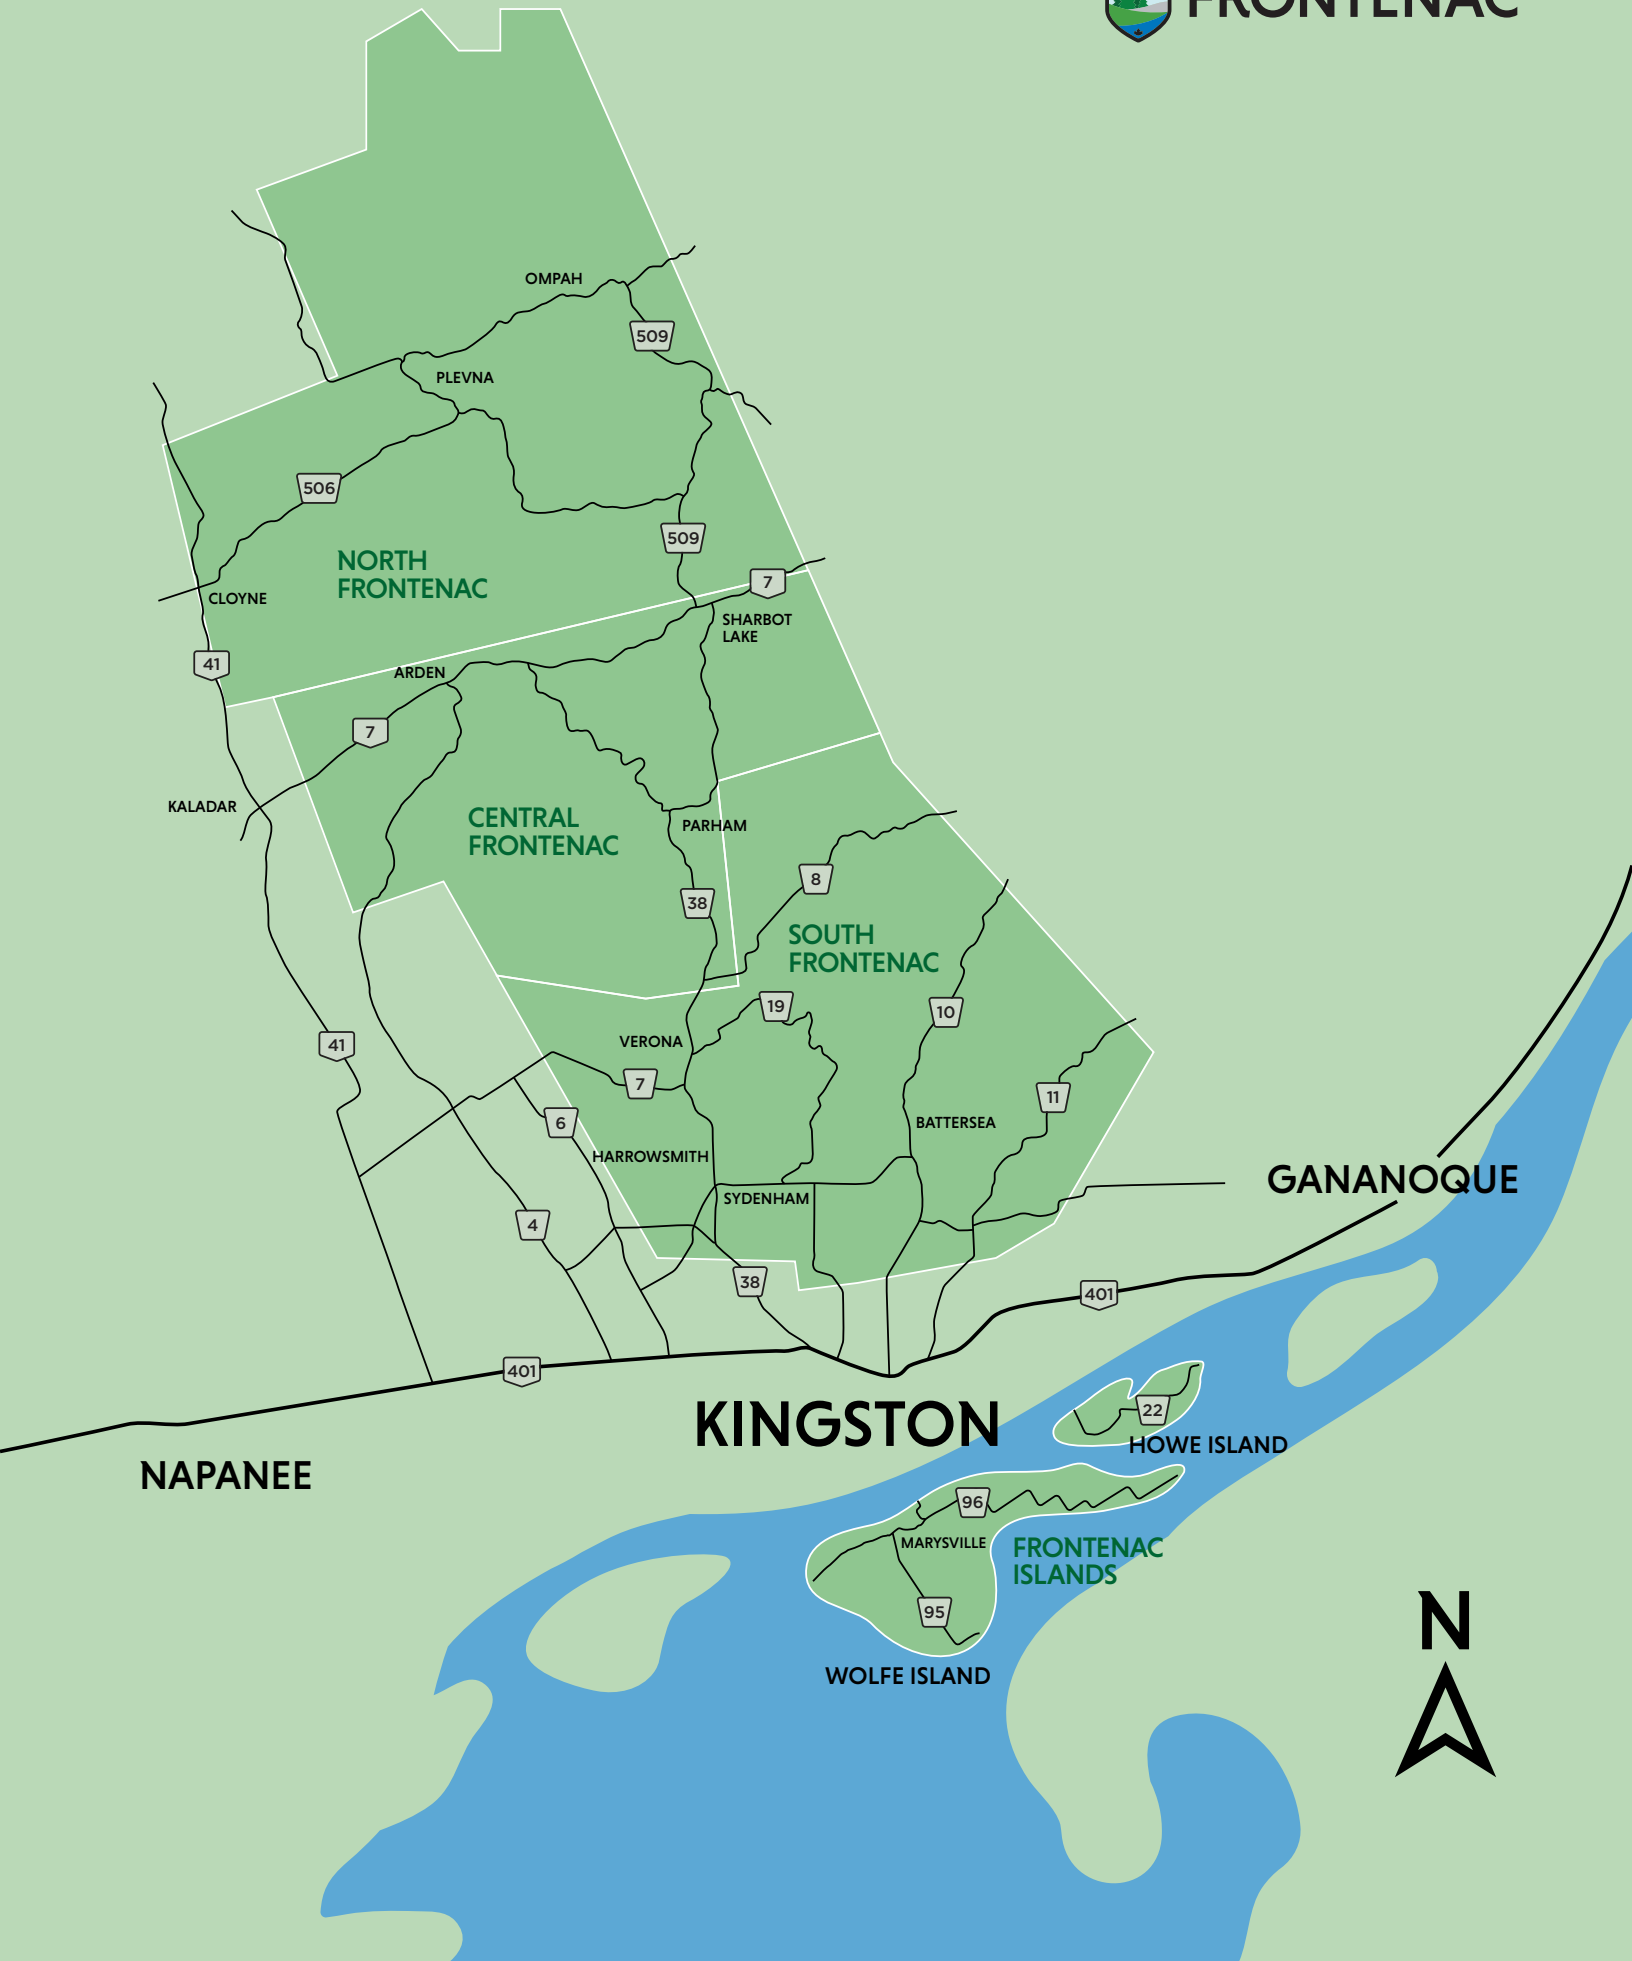 FRONTENAC
OMPAH
509
PLEVNA
506
509
NORTH
FRONTENAC
7
CLOYNE
SHARBOT
LAKE
41
ARDEN
7
KALADAR
CENTRAL
FRONTENAC
PARHAM
8
38
SOUTH
FRONTENAC
19
10
VERONA
41
7
11
6
BATTERSEA
HARROWSMITH
GANANOQUE
SYDENHAM
4
38
401
401
22
KINGSTON
HOWE ISLAND
NAPANEE
96
MARYSVILLE
FRONTENAC
ISLANDS
95
N
WOLFE ISLAND